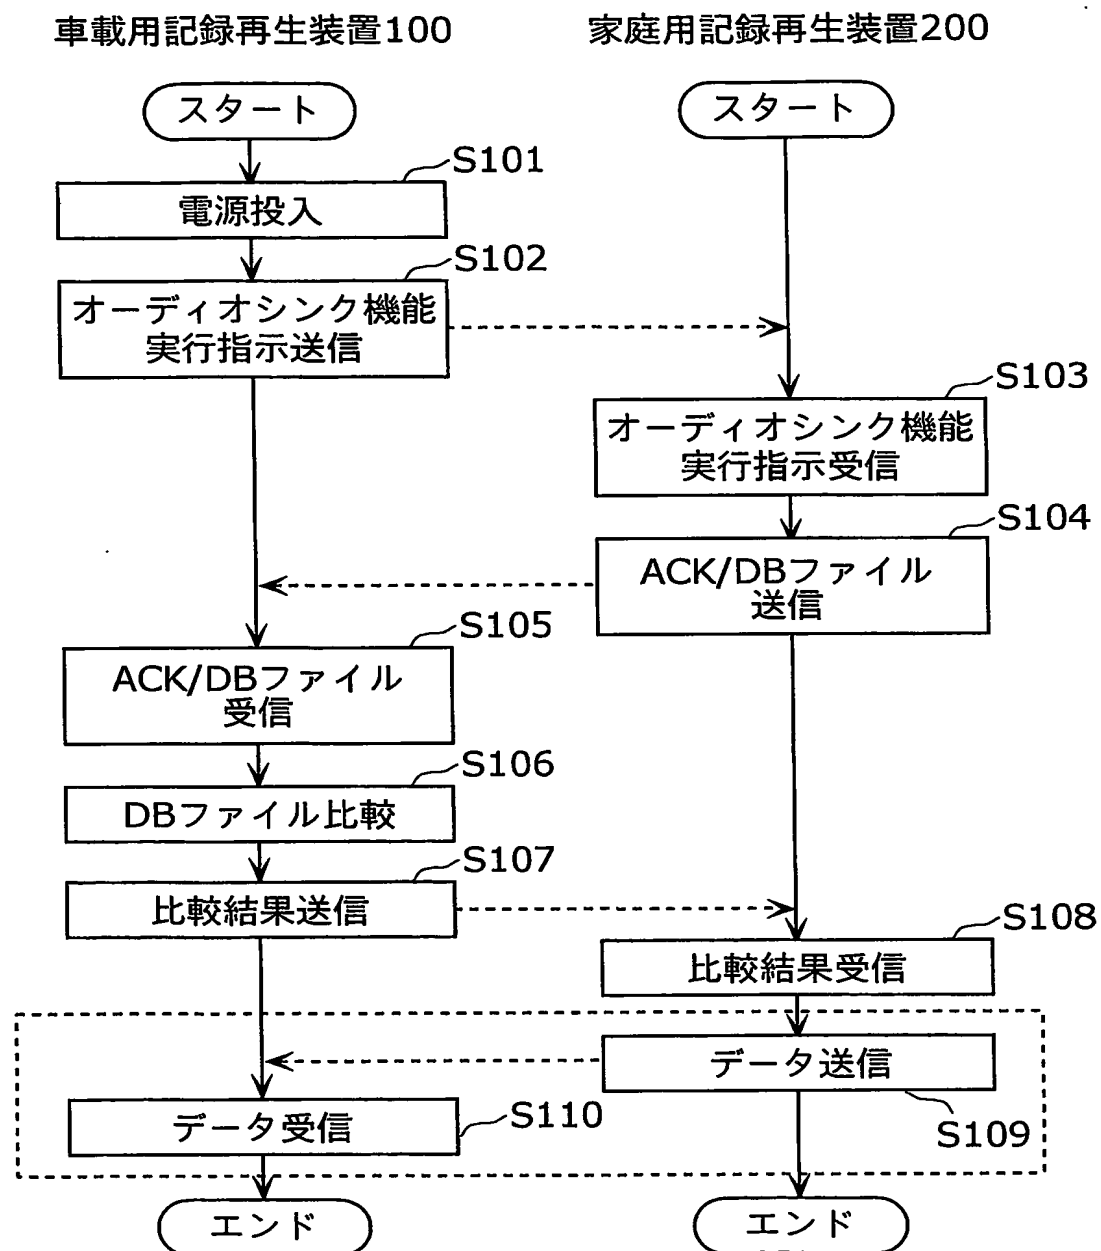 車載用記録再生装置100
家庭用記録再生装置200
スタート
スタート
S101
電源投入
S102
オーディオシンク機能
実行指示送信
S103
オーディオシンク機能
実行指示受信
S104
ACK/DBファイル
送信
S105
ACK/DBファイル
受信
S106
DBファイル比較
S107
比較結果送信
S108
比較結果受信
データ送信
S109
データ受信
S110
エンド
エンド